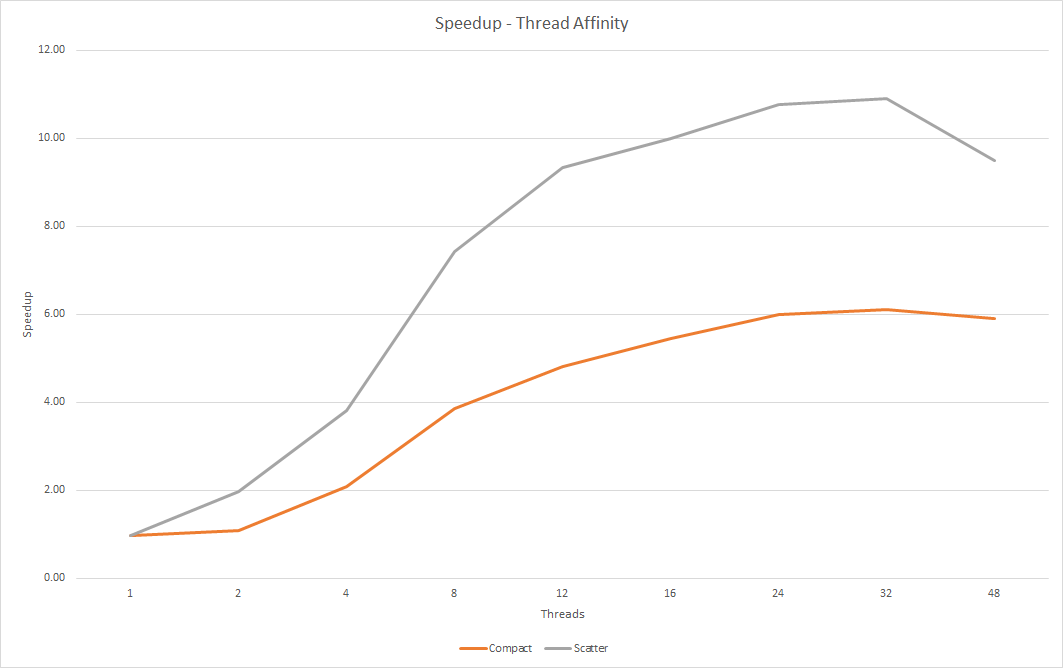 Speedup - Thread Affinity
12.00
10.00
8.00
6.00
4.00
2.00
0.00
Speedup
1 2 4 8 12 16 24 32 48
Threads
Compact Scatter